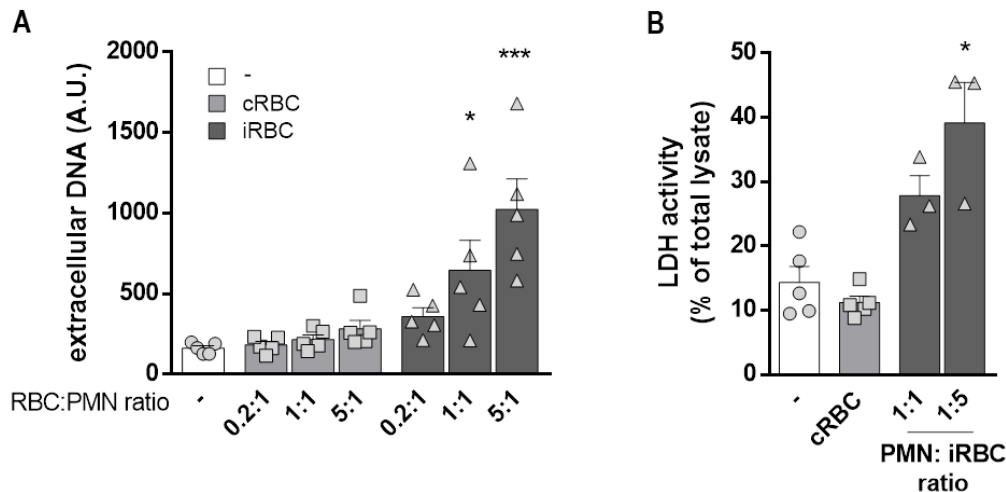 A
extracellular DNA (A.U.)
2000
1500
1000
500
0
-
cRBC
iRBC
*
***
RBC:PMN ratio
-
0.2:1
1:1
5:1
0.2:1
1:1
5:1
B
LDH activity
(% of total lysate)
50
40
30
20
10
0
*
-
cRBC
1:1
1:5
PMN: iRBC
ratio